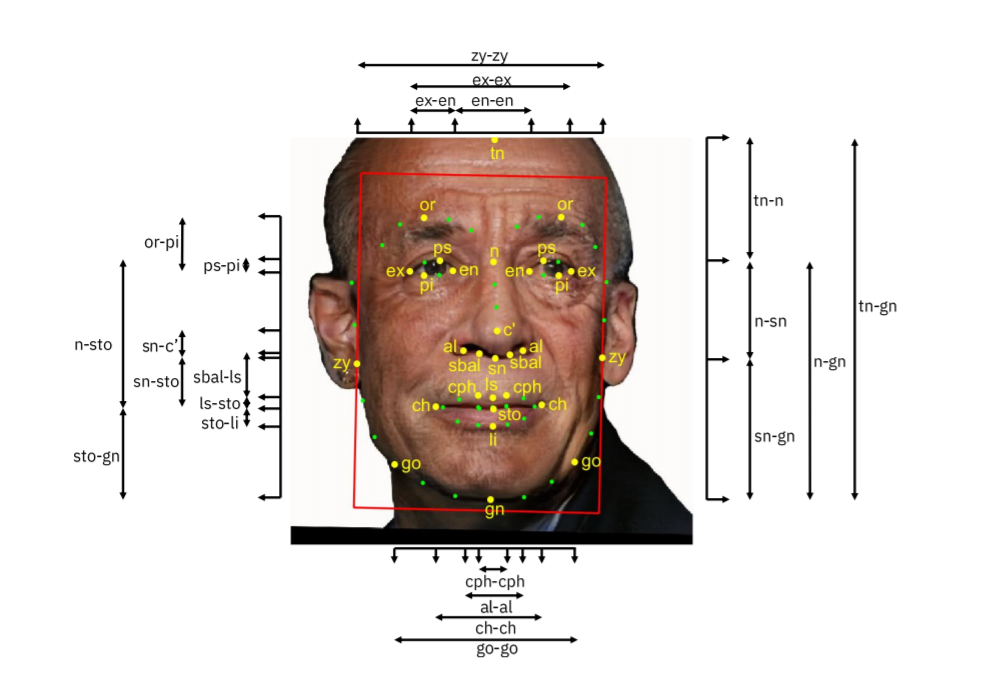 zy-zy
ex-ex
ex-en en-en
tn
or or
ps n ps
ex en en ex
pi pi
c'
al al
zy sbal sn sbal zy
cph ls cph
ch sto ch
li
go go
gn
or-pi
ps-pi
n-sto
sn-c'
sn-sto
sbal-ls
ls-sto
sto-li
sto-gn
tn-n
n-sn
sn-gn
n-gn
tn-gn
cph-cph
al-al
ch-ch
go-go